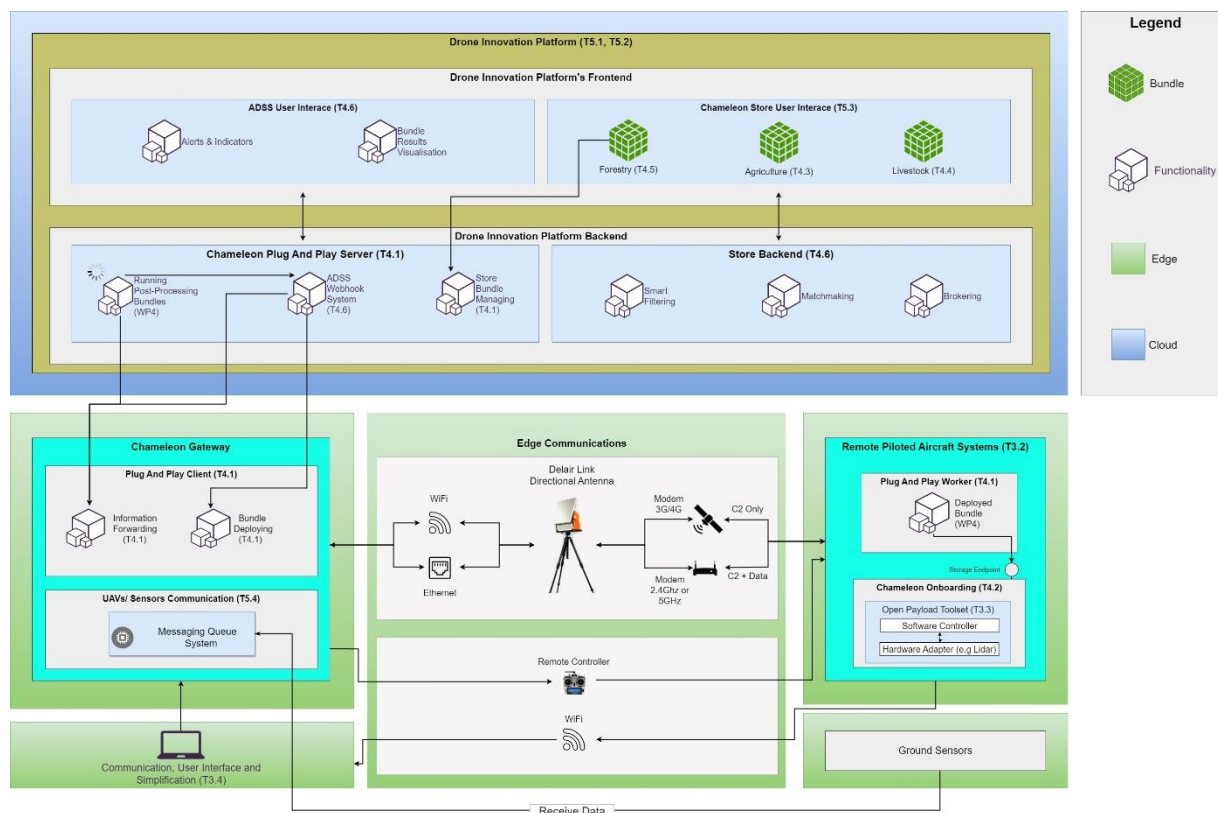 Drone Innovation Platform (T5.1, T5.2)
Drone Innovation Platform's Frontend
ADSS User Interace (T4.6)
Alerts & Indicators
Bundle
Results
Visualisation
Chameleon Store User Interace (T5.3)
Forestry (T4.5)
Agriculture (T4.3)
Livestock (T4.4)
Drone Innovation Platform Backend
Chameleon Plug And Play Server (T4.1)
Running
Post-Processing
Bundles
(WP4)
ADSS
Webhook
System
(T4.6)
Store
Bundle
Managing
(T4.1)
Store Backend (T4.6)
Smart
Filtering
Matchmaking
Brokering
Legend
Bundle
Functionality
Edge
Cloud
Chameleon Gateway
Plug And Play Client (T4.1)
Information
Forwarding
(T4.1)
Bundle
Deploying
(T4.1)
UAVs/ Sensors Communication (T5.4)
Messaging Queue
System
Communication, User Interface and
Simplification (T3.4)
Edge Communications
WiFi
Ethernet
Delair Link
Directional Antenna
Modem
3G/4G
C2 Only
Modem
2.4Ghz or
5GHz
C2 + Data
Remote Controller
WiFi
Remote Piloted Aircraft Systems (T3.2)
Plug And Play Worker (T4.1)
Deployed
Bundle
(WP4)
Storage Endpoint
Chameleon Onboarding (T4.2)
Open Payload Toolset (T3.3)
Software Controller
Hardware Adapter (e.g Lidar)
Ground Sensors
Receive Data